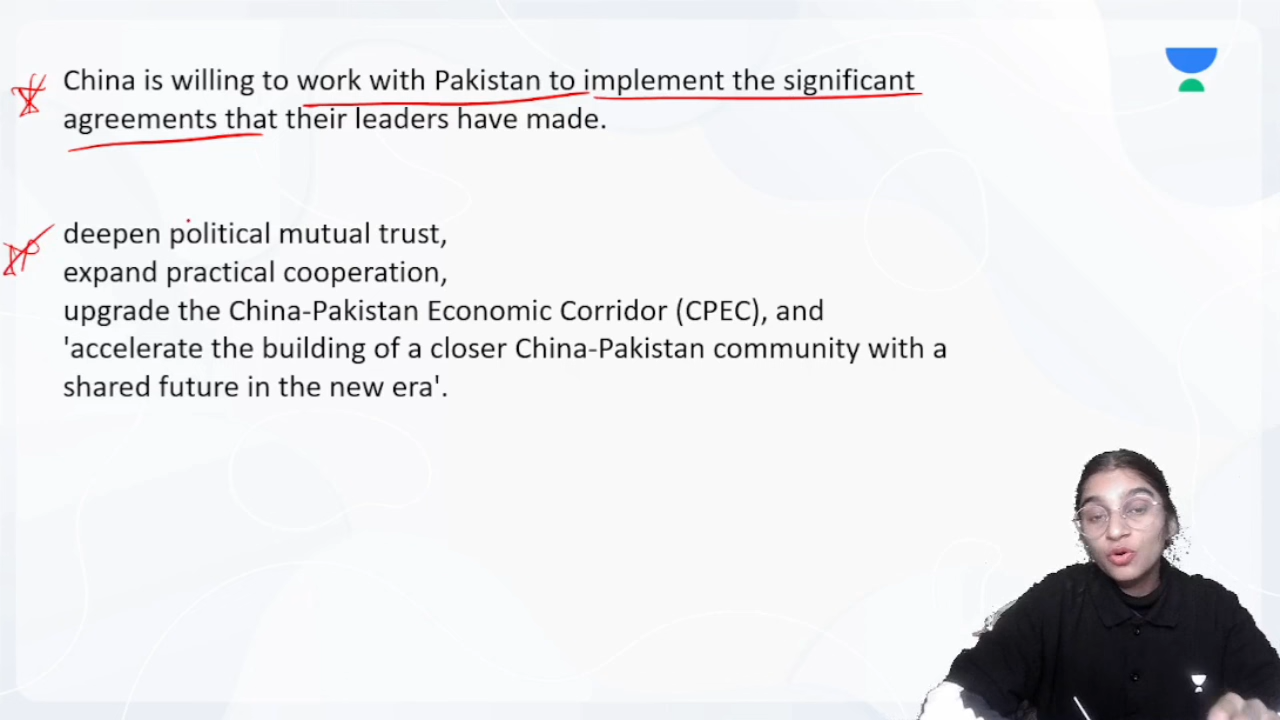 China is willing to work with Pakistan to implement the significant
agreements that their leaders have made.
deepen political mutual trust,
expand practical cooperation,
upgrade the China-Pakistan Economic Corridor (CPEC), and
'accelerate the building of a closer China-Pakistan community with a
shared future in the new era'.